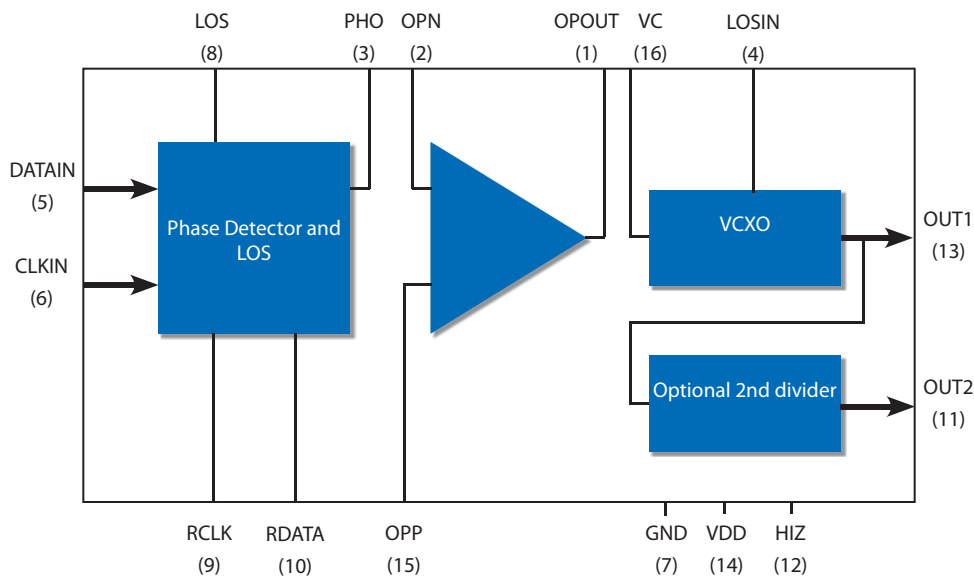 LOS PHO OPN OPOUT VC LOSIN
(8) (3) (2) (1) (16) (4)
DATAIN
(5)
Phase Detector and
LOS
VCXO
OUT1
(13)
CLKIN
(6)
Optional 2nd divider
OUT2
(11)
RCLK RDATA OPP GND VDD HIZ
(9) (10) (15) (7) (14) (12)